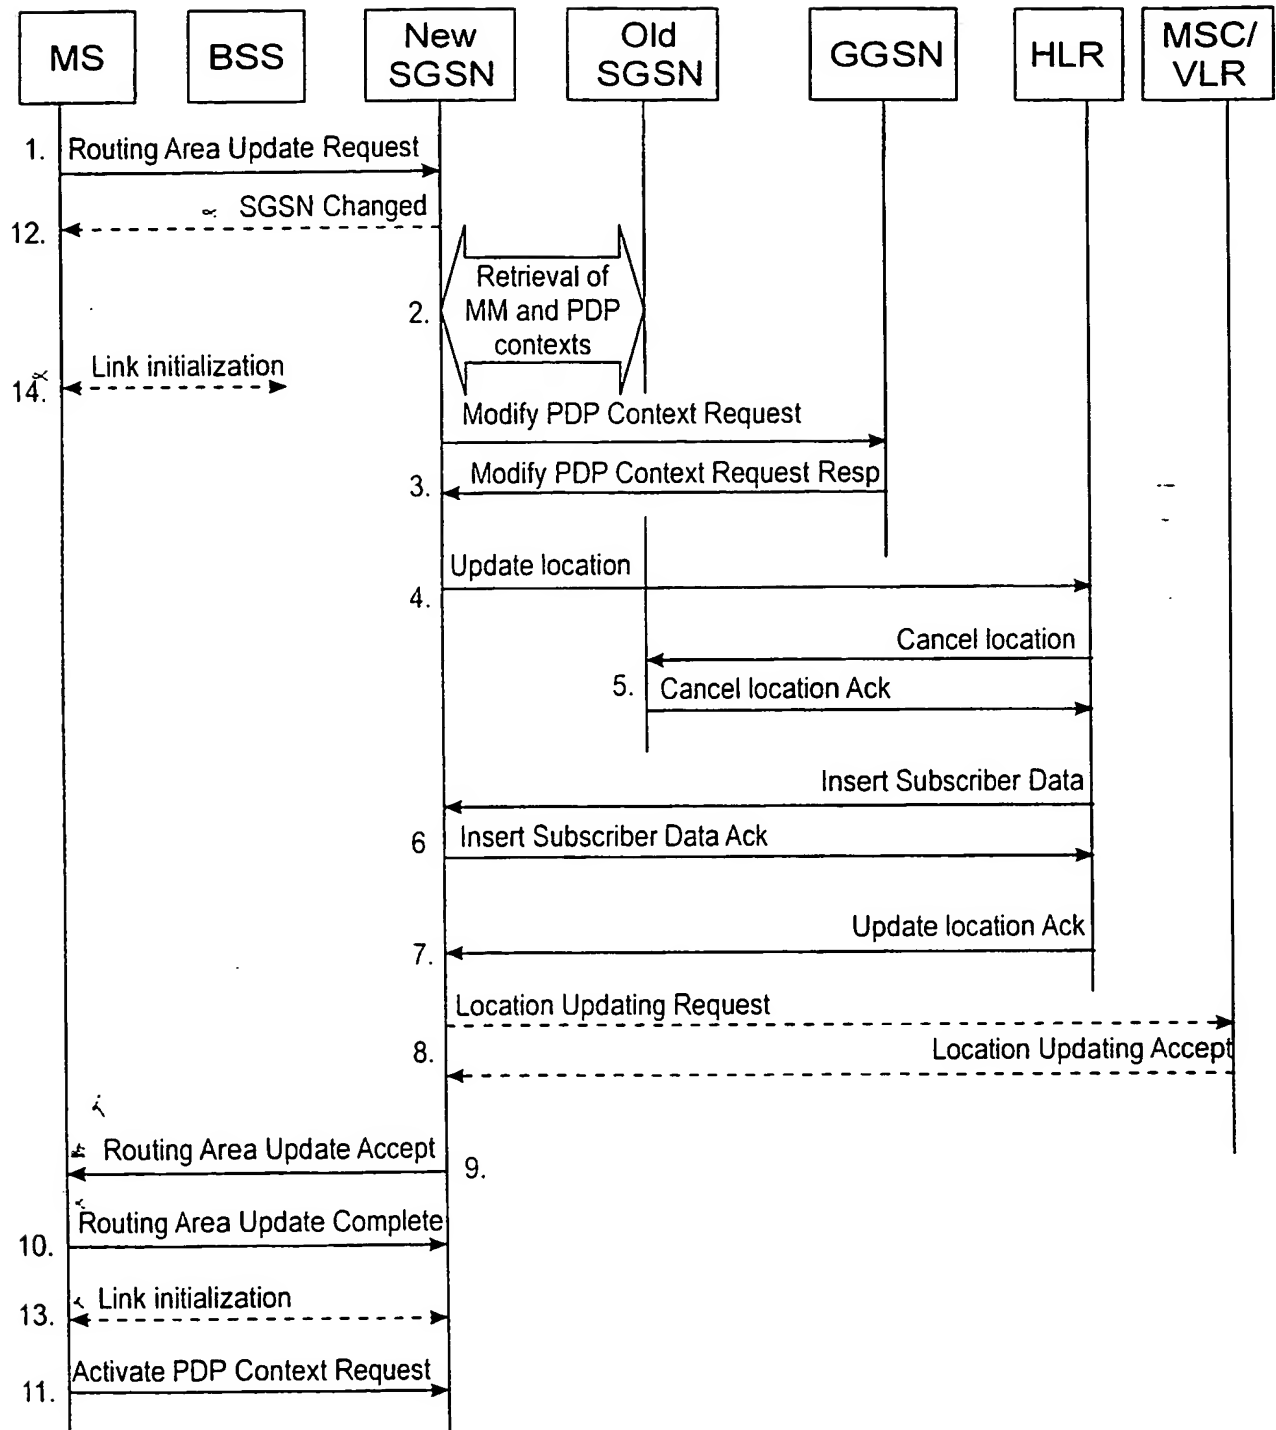 MS
BSS
New
SGSN
Old
SGSN
GGSN
HLR
MSC/
VLR
1. Routing Area Update Request
SGSN Changed
12.
Retrieval of
2. MM and PDP
contexts
Link initialization
14.
Modify PDP Context Request
Modify PDP Context Request Resp
3.
Update location
4.
Cancel location
5. Cancel location Ack
Insert Subscriber Data
6 Insert Subscriber Data Ack
Update location Ack
7.
Location Updating Request
8. Location Updating Accept
Routing Area Update Accept 9.
Routing Area Update Complete
10.
Link initialization
13.
Activate PDP Context Request
11.